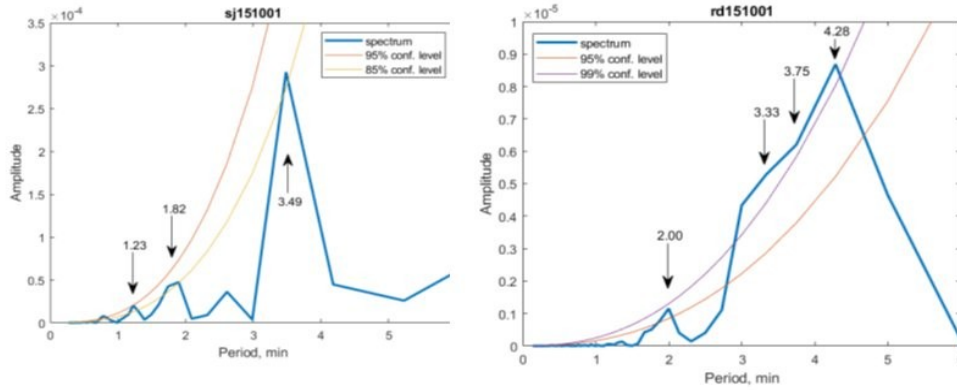 sj151001
×10⁻⁴
3.5
3
2.5
2
1.5
1
0.5
0
Amplitude
spectrum
95% conf. level
85% conf. level
1.23
1.82
3.49
0 1 2 3 4 5
Period, min
rd151001
×10⁻⁵
1
0.9
0.8
0.7
0.6
0.5
0.4
0.3
0.2
0.1
0
Amplitude
spectrum
95% conf. level
99% conf. level
4.28
3.75
3.33
2.00
0 1 2 3 4 5
Period, min